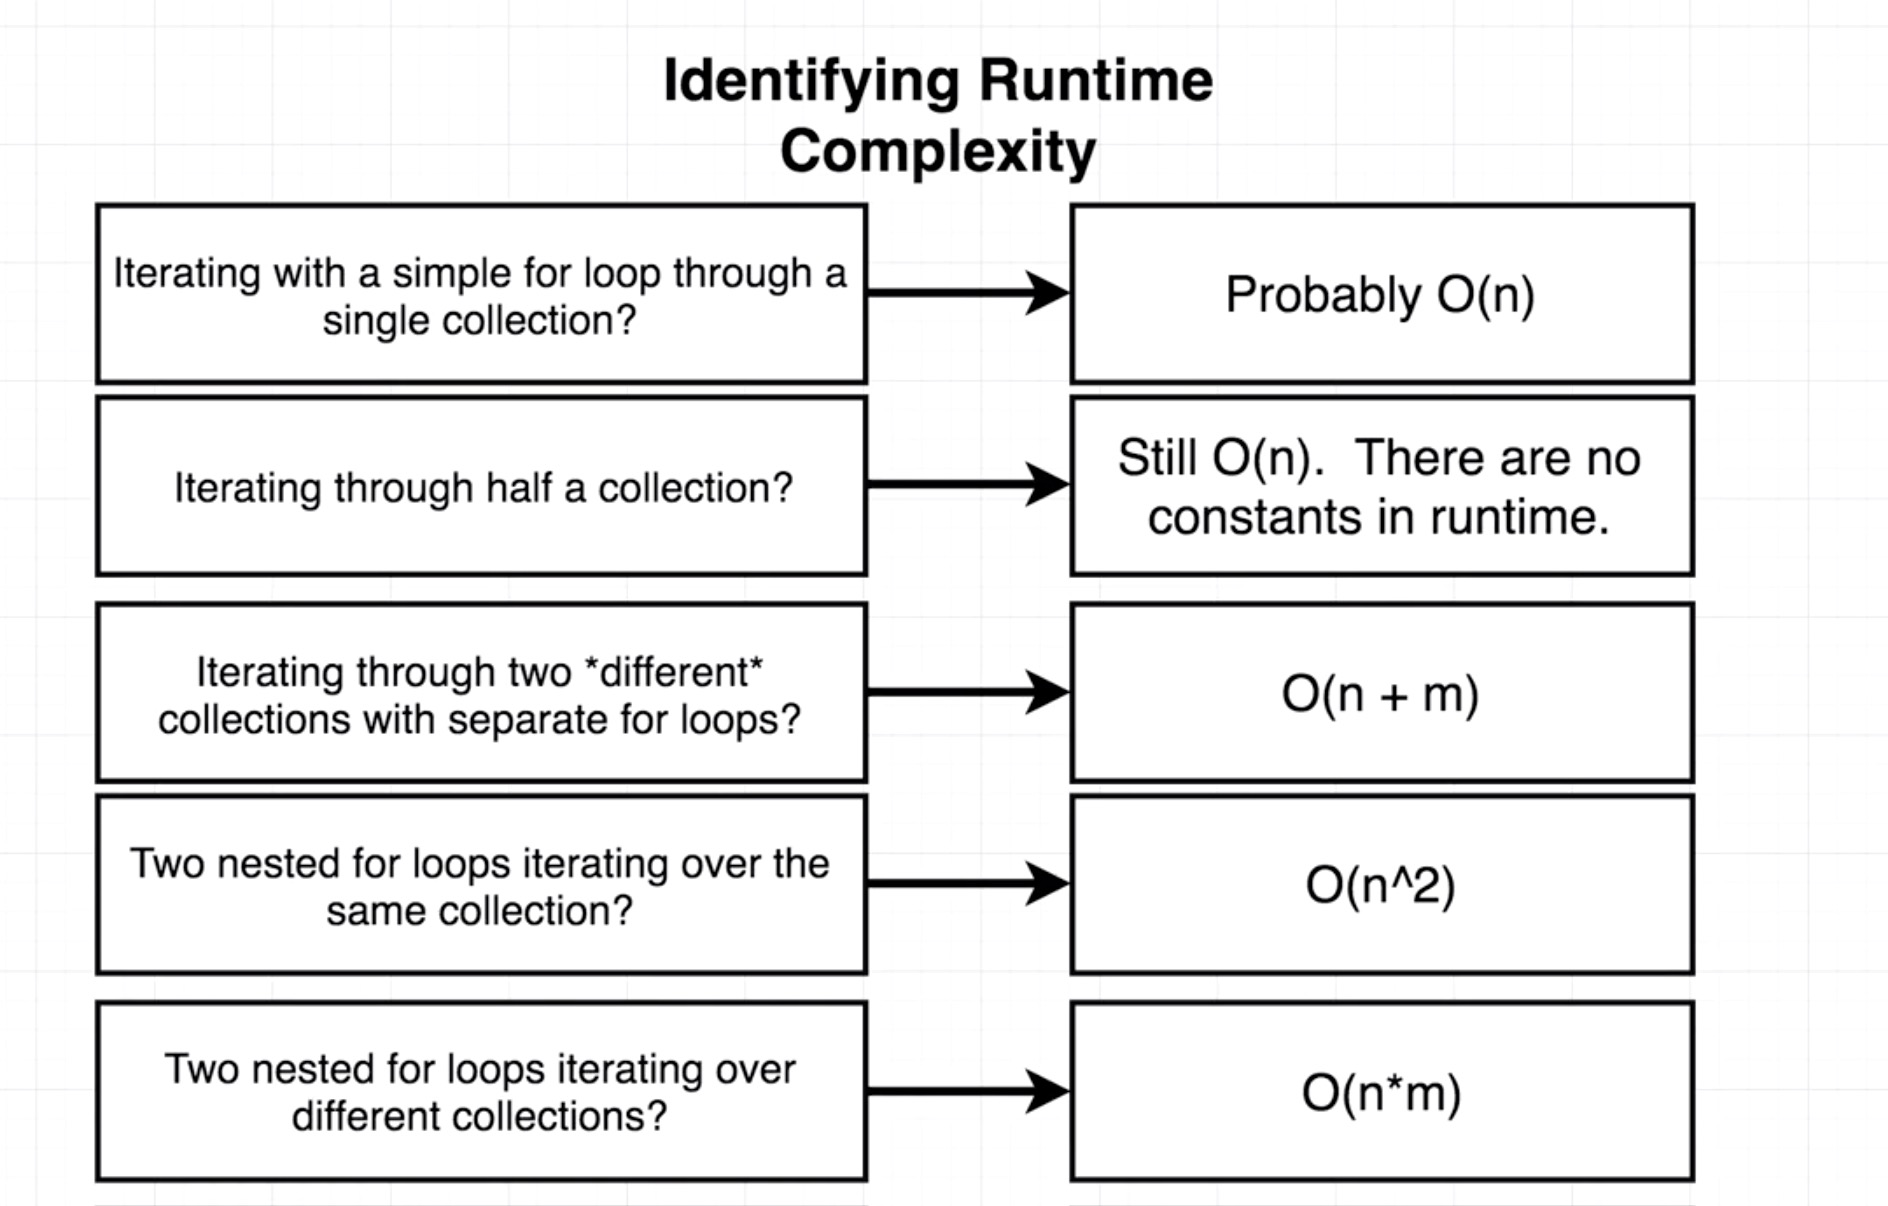 Identifying Runtime
Complexity
Iterating with a simple for loop through a
single collection?
Probably O(n)
Iterating through half a collection?
Still O(n).  There are no
constants in runtime.
Iterating through two *different*
collections with separate for loops?
O(n + m)
Two nested for loops iterating over the
same collection?
O(n^2)
Two nested for loops iterating over
different collections?
O(n*m)